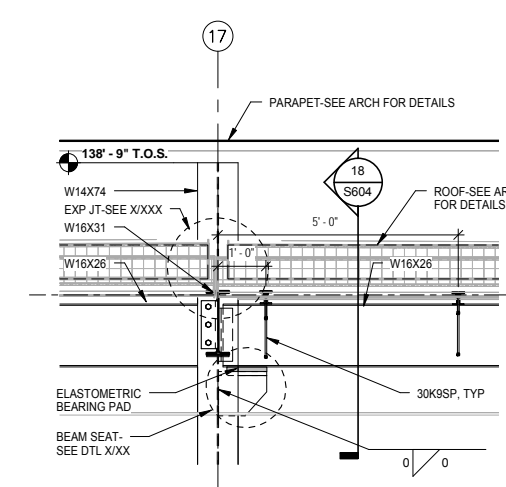 17
PARAPET-SEE ARCH FOR DETAILS
138' - 9" T.O.S.
18
S604
W14X74
EXP JT-SEE X/XXX
W16X31
W16X26
ROOF-SEE AR
FOR DETAILS
5' - 0"
1' - 0"
W16X26
ELASTOMETRIC
BEARING PAD
30K9SP, TYP
BEAM SEAT-
SEE DTL X/XX
0 0